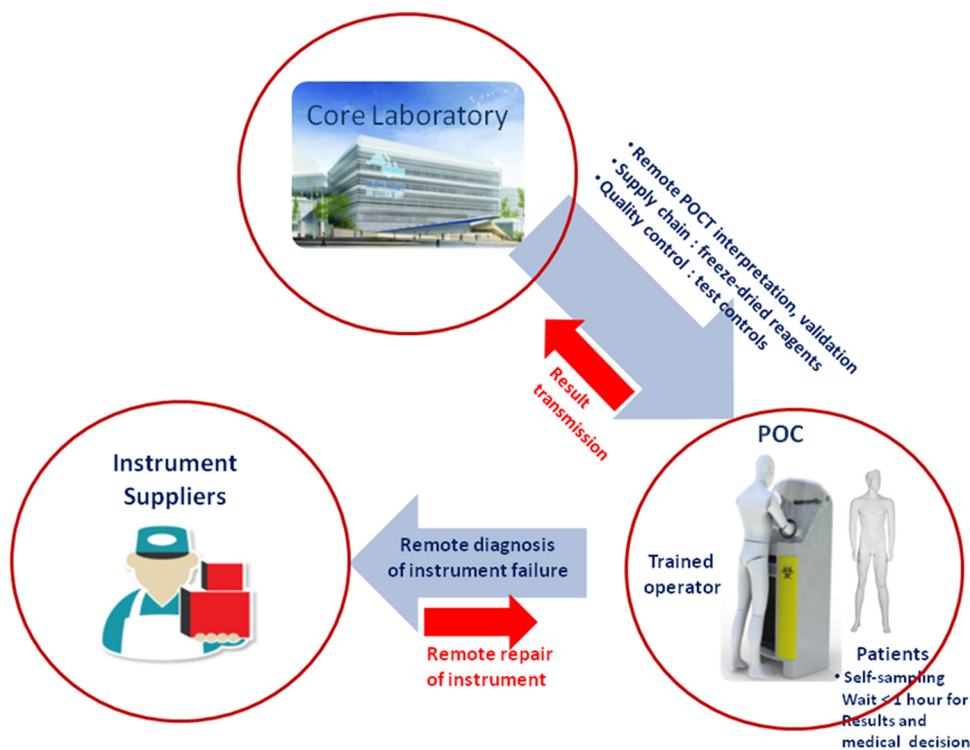 Core Laboratory
• Remote POCT interpretation, validation
• Supply chain : freeze-dried reagents
• Quality control : test controls
Result
transmission
POC
Trained
operator
Patients
• Self-sampling
Wait < 1 hour for
Results and
medical decision
Instrument
Suppliers
Remote diagnosis
of instrument failure
Remote repair
of instrument